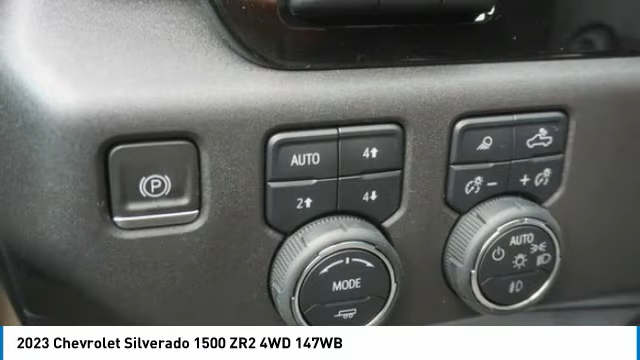 AUTO 4↑
2↑ 4↓
P
MODE
− +
AUTO
2023 Chevrolet Silverado 1500 ZR2 4WD 147WB